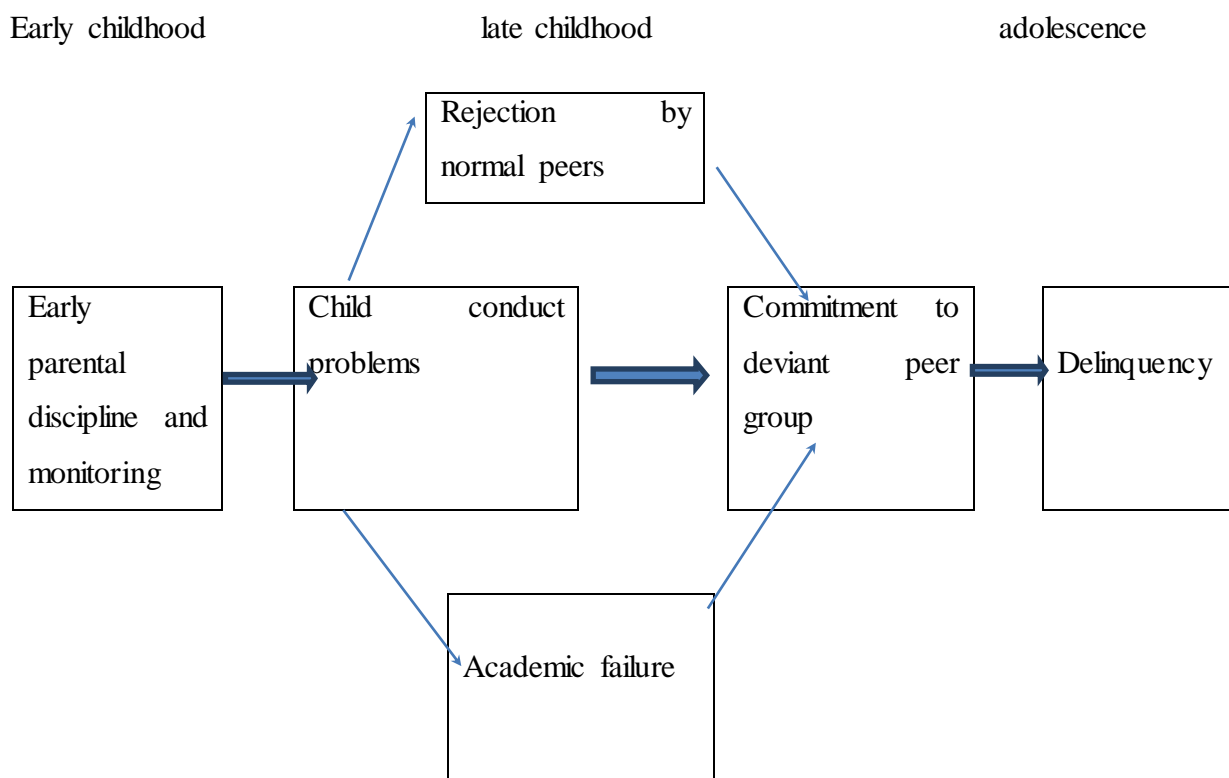 Early childhood late childhood adolescence
Rejection by
normal peers
Early
parental
discipline and
monitoring
Child conduct
problems
Commitment to
deviant peer
group
Delinquency
Academic failure